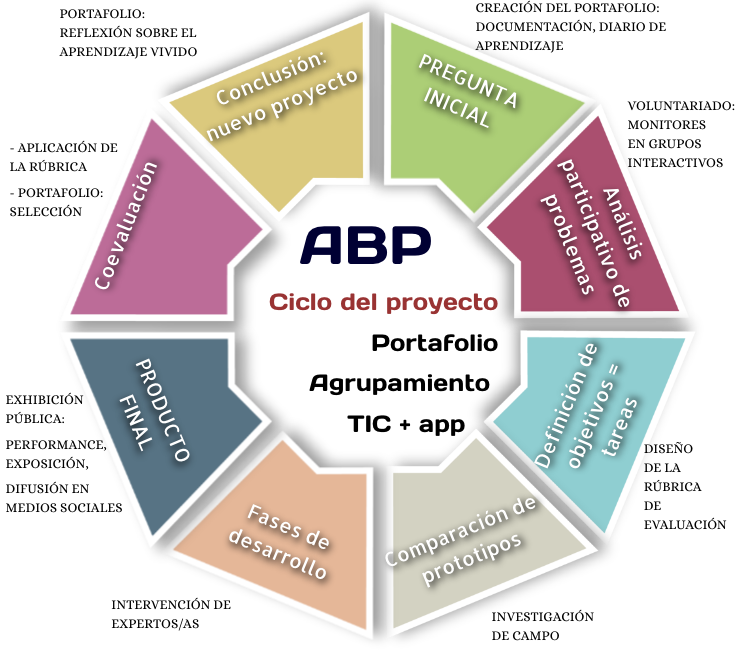 PORTAFOLIO:
REFLEXIÓN SOBRE EL
APRENDIZAJE VIVIDO
CREACIÓN DEL PORTAFOLIO:
DOCUMENTACIÓN, DIARIO DE
APRENDIZAJE
Conclusión:
nuevo proyecto
PREGUNTA
INICIAL
VOLUNTARIADO:
MONITORES
EN GRUPOS
INTERACTIVOS
- APLICACIÓN DE
LA RÚBRICA
- PORTAFOLIO:
SELECCIÓN
Coevaluación
Análisis
participativo de
problemas
ABP
Ciclo del proyecto
Portafolio
Agrupamiento
TIC + app
PRODUCTO
FINAL
Definición de
objetivos =
tareas
EXHIBICIÓN
PÚBLICA:
PERFORMANCE,
EXPOSICIÓN,
DIFUSIÓN EN
MEDIOS SOCIALES
DISEÑO
DE LA
RÚBRICA
DE
EVALUACIÓN
Fases de
desarrollo
Comparación de
prototipos
INTERVENCIÓN DE
EXPERTOS/AS
INVESTIGACIÓN
DE CAMPO